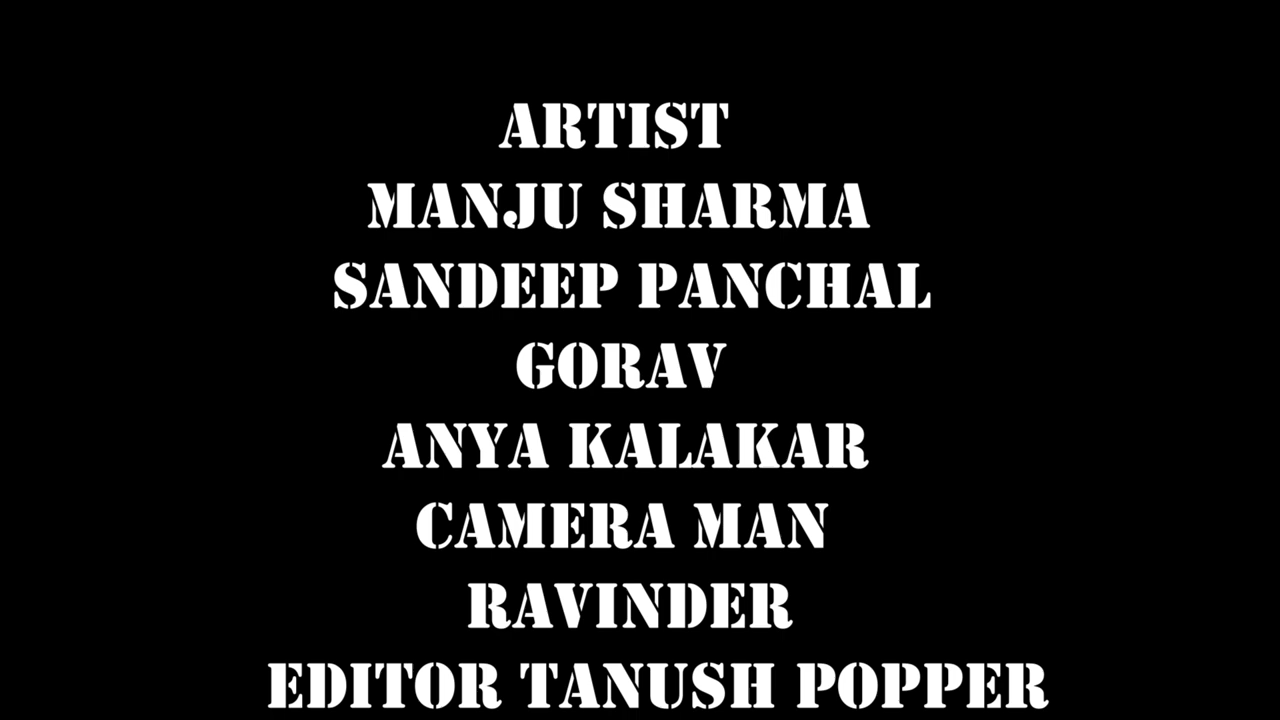 ARTIST
MANJU SHARMA
SANDEEP PANCHAL
GORAV
ANYA KALAKAR
CAMERA MAN
RAVINDER
EDITOR TANUSH POPPER